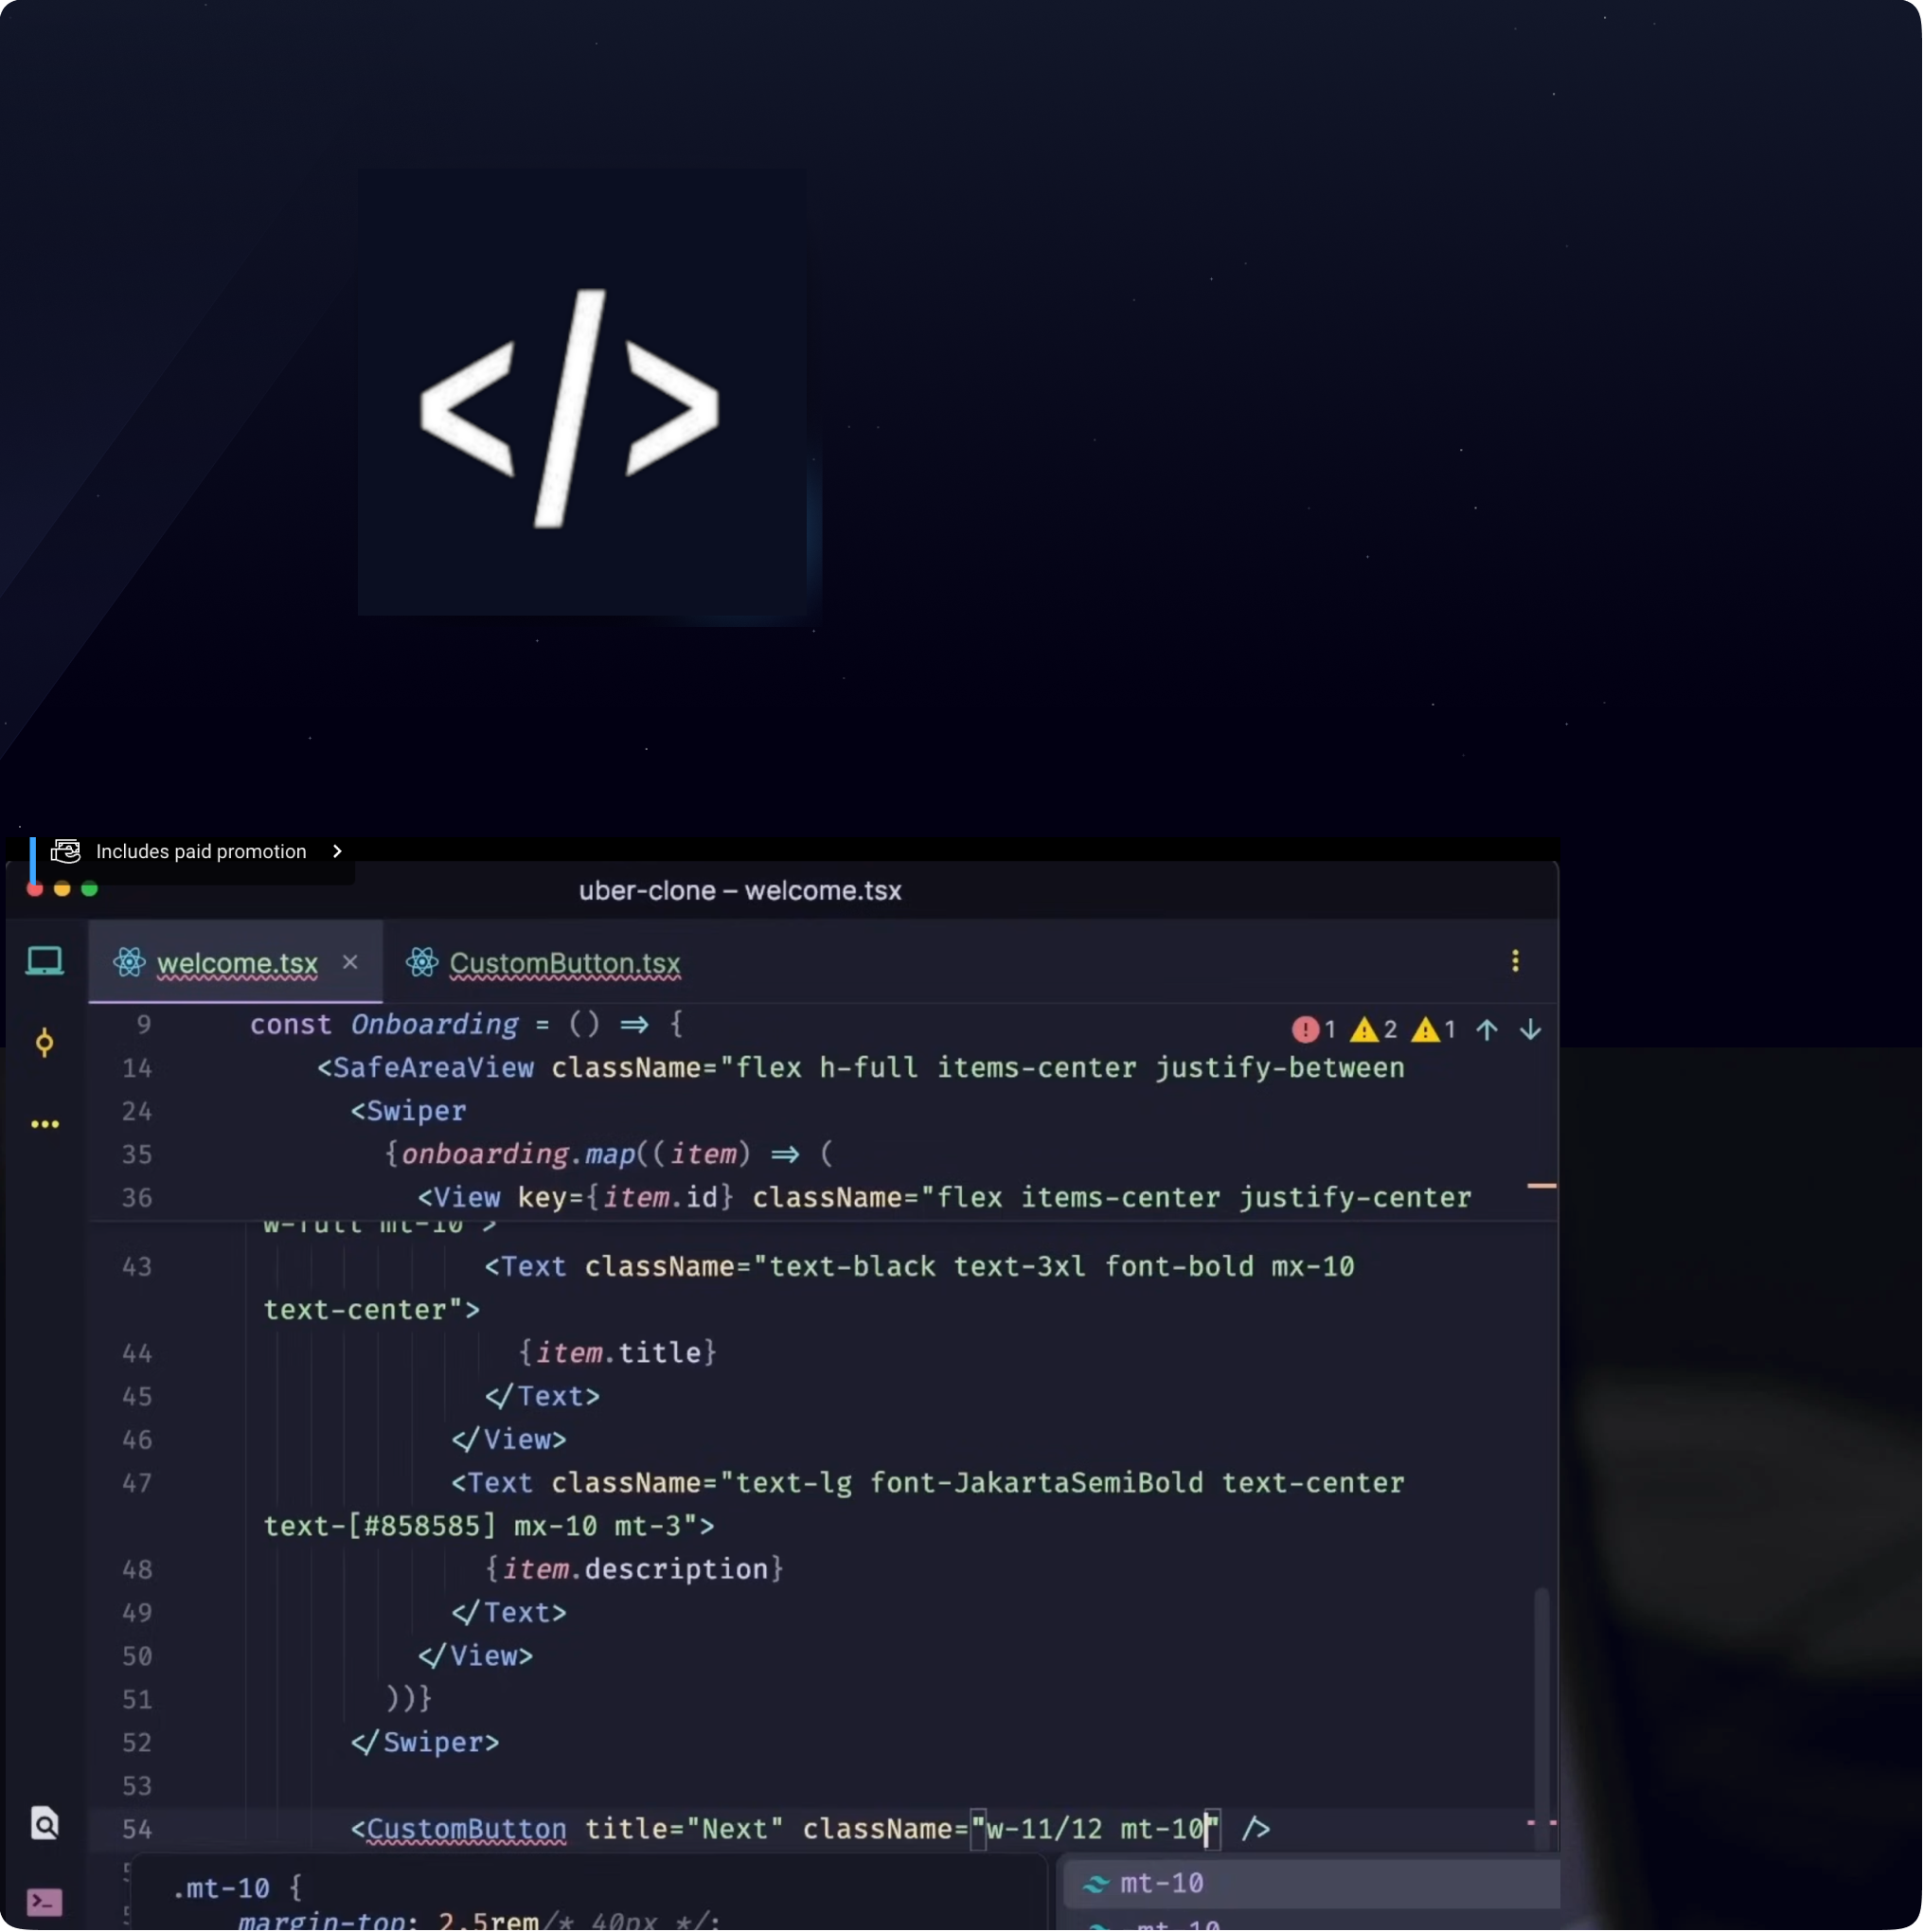 </>
Includes paid promotion
uber-clone – welcome.tsx
welcome.tsx × CustomButton.tsx
9 const Onboarding = () => {
1 2 1
14 <SafeAreaView className="flex h-full items-center justify-between
24 <Swiper
35 {onboarding.map((item) => (
36 <View key={item.id} className="flex items-center justify-center
w-full mt-10">
43 <Text className="text-black text-3xl font-bold mx-10
text-center">
44 {item.title}
45 </Text>
46 </View>
47 <Text className="text-lg font-JakartaSemiBold text-center
text-[#858585] mx-10 mt-3">
48 {item.description}
49 </Text>
50 </View>
51 ))}
52 </Swiper>
53
54 <CustomButton title="Next" className="w-11/12 mt-10" />
.mt-10 {
margin-top: 2.5rem/* 40px */;
mt-10
-mt-10